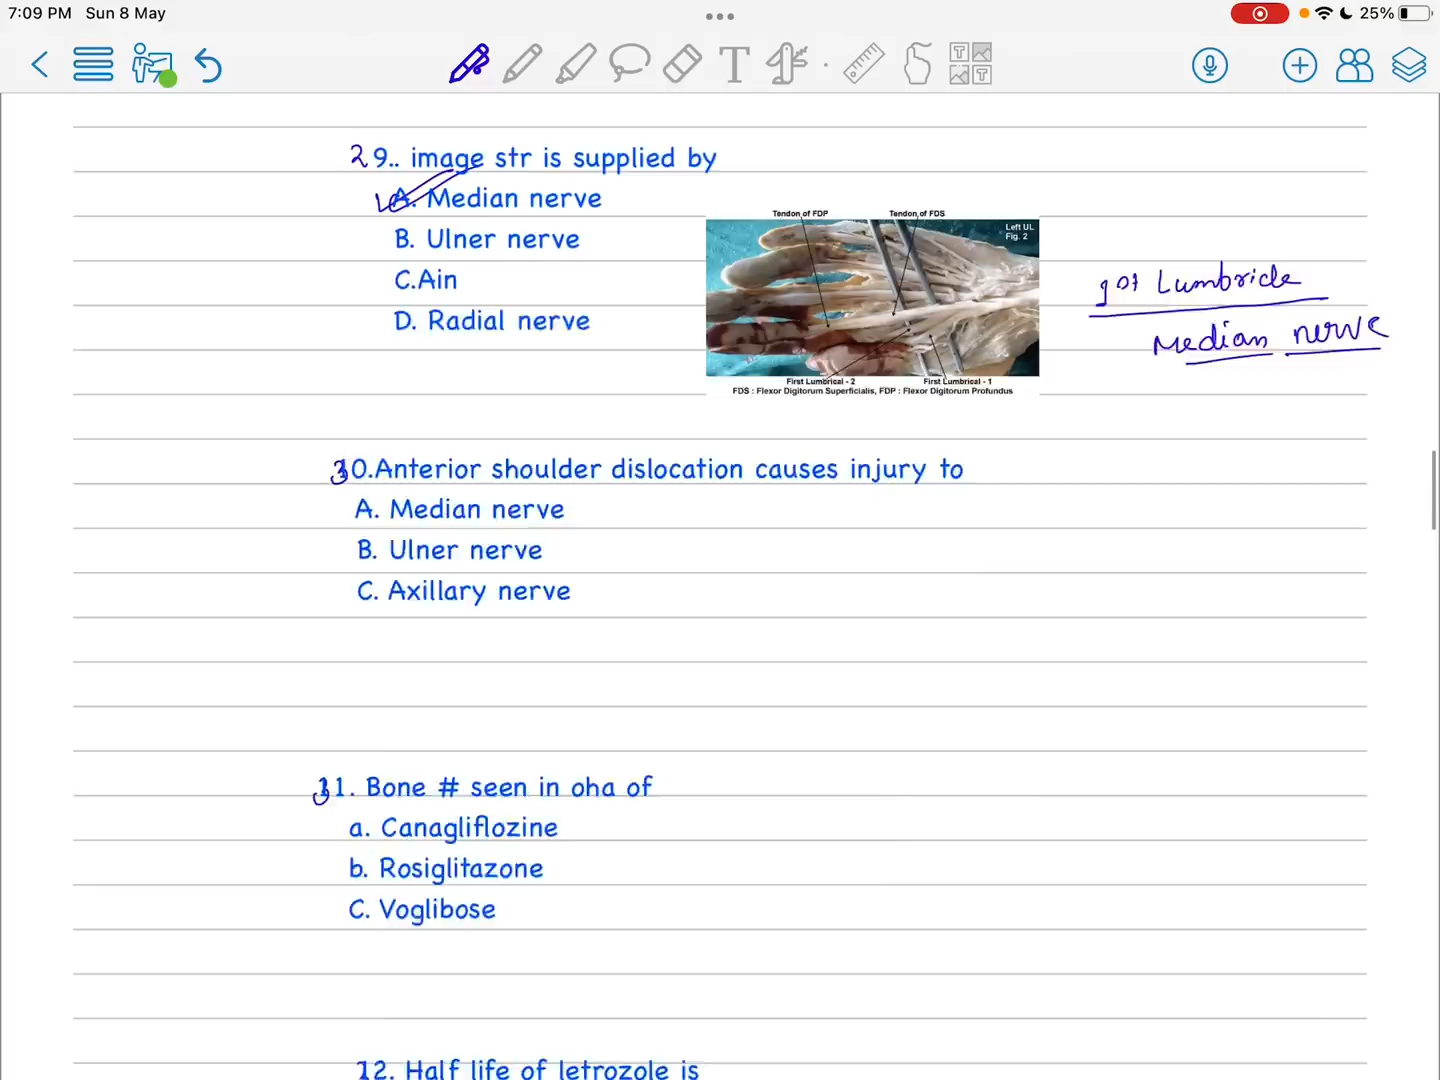 7:09 PM Sun 8 May
25%
29.. image str is supplied by
A. Median nerve
B. Ulner nerve
C.Ain
D. Radial nerve
Tendon of FDP Tendon of FDS
Left UL
Fig. 2
First Lumbrical - 2 First Lumbrical - 1
FDS : Flexor Digitorum Superficialis, FDP : Flexor Digitorum Profundus
1st Lumbricle
Median nerve
30.Anterior shoulder dislocation causes injury to
A. Median nerve
B. Ulner nerve
C. Axillary nerve
31. Bone # seen in oha of
a. Canagliflozine
b. Rosiglitazone
C. Voglibose
12. Half life of letrozole is